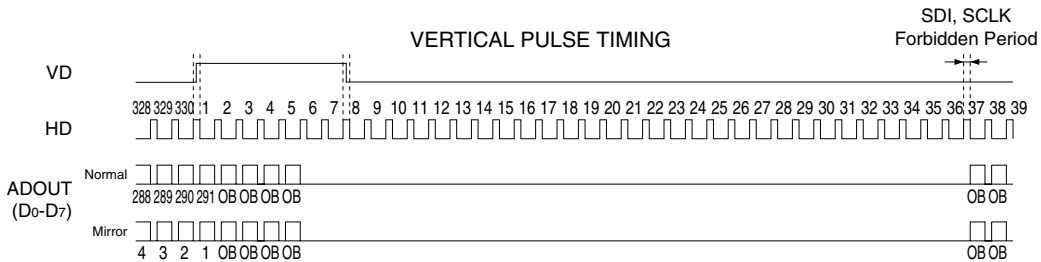 VERTICAL PULSE TIMING
SDI, SCLK
Forbidden Period
VD
328 329 330 1 2 3 4 5 6 7 8 9 10 11 12 13 14 15 16 17 18 19 20 21 22 23 24 25 26 27 28 29 30 31 32 33 34 35 36 37 38 39
HD
Normal
288 289 290 291 OB OB OB OB OB OB
ADOUT
(D0-D7)
Mirror
4 3 2 1 OB OB OB OB OB OB